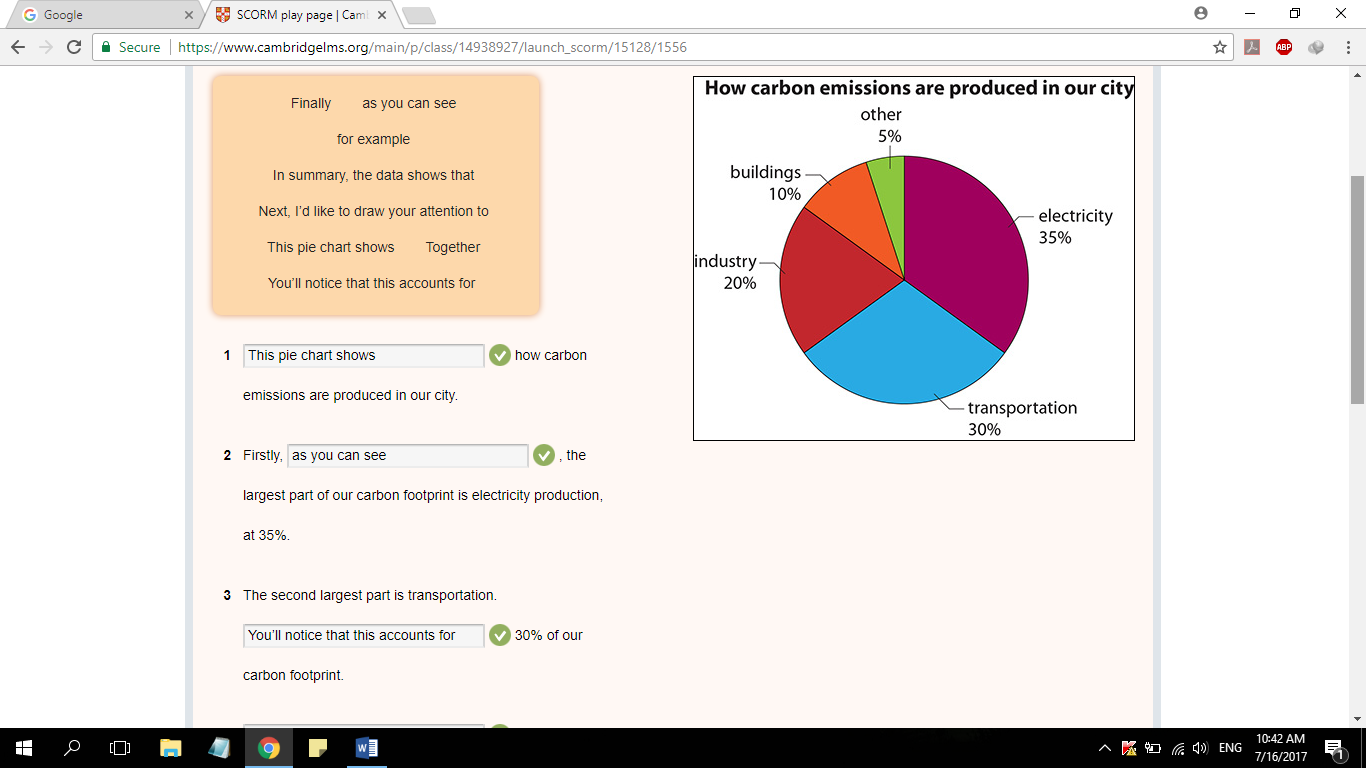 Google
SCORM play page | Cam
Secure | https://www.cambridgelms.org/main/p/class/14938927/launch_scorm/15128/1556
ABP
Finally as you can see
for example
In summary, the data shows that
Next, I'd like to draw your attention to
This pie chart shows Together
You'll notice that this accounts for
How carbon emissions are produced in our city
other
5%
buildings
10%
electricity
35%
industry
20%
transportation
30%
1 This pie chart shows how carbon
emissions are produced in our city.
2 Firstly, as you can see , the
largest part of our carbon footprint is electricity production,
at 35%.
3 The second largest part is transportation.
You'll notice that this accounts for 30% of our
carbon footprint.
ENG
10:42 AM
7/16/2017
1